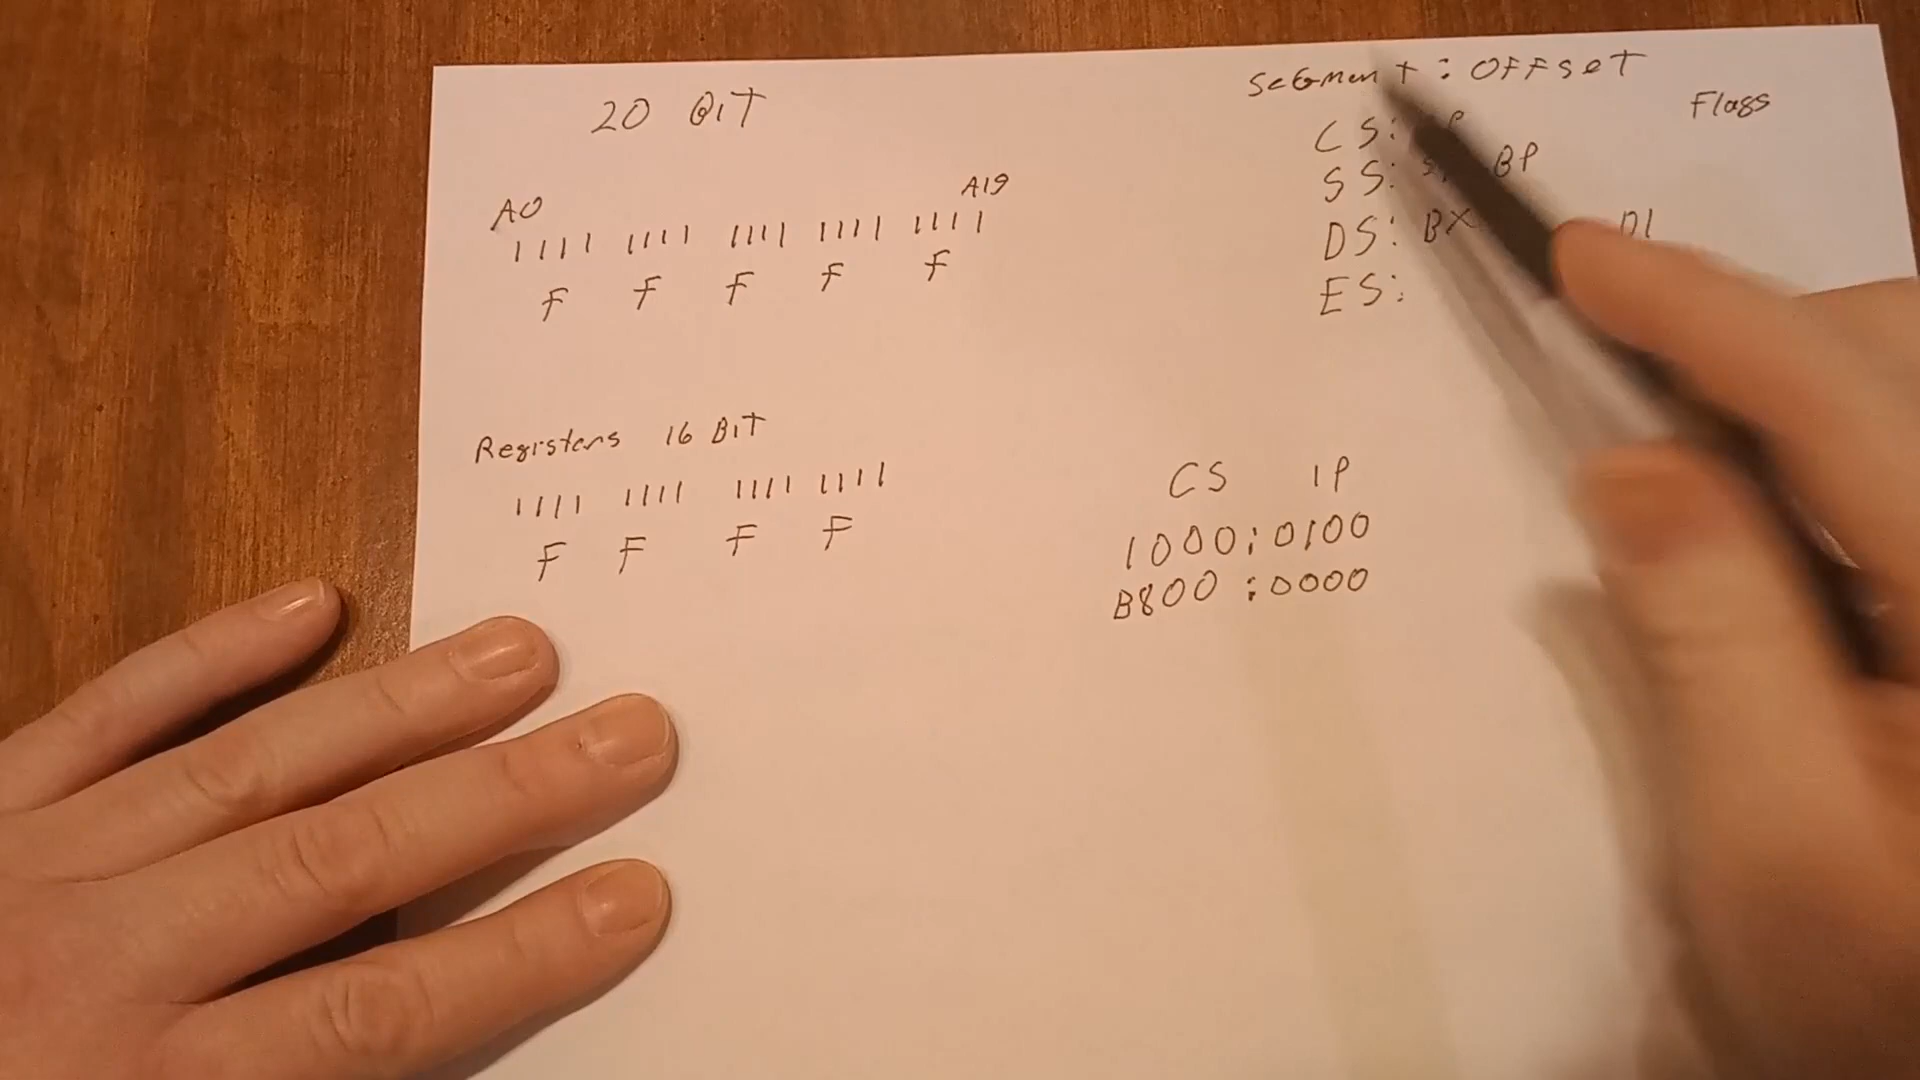 20 BIT
A0 A19
1111 1111 1111 1111 1111
F F F F F
Registers 16 BIT
1111 1111 1111 1111
F F F F
Segment : OFFset
Flags
CS:
SS: BP
DS: BX DI
ES:
CS IP
1000:0100
B800:0000